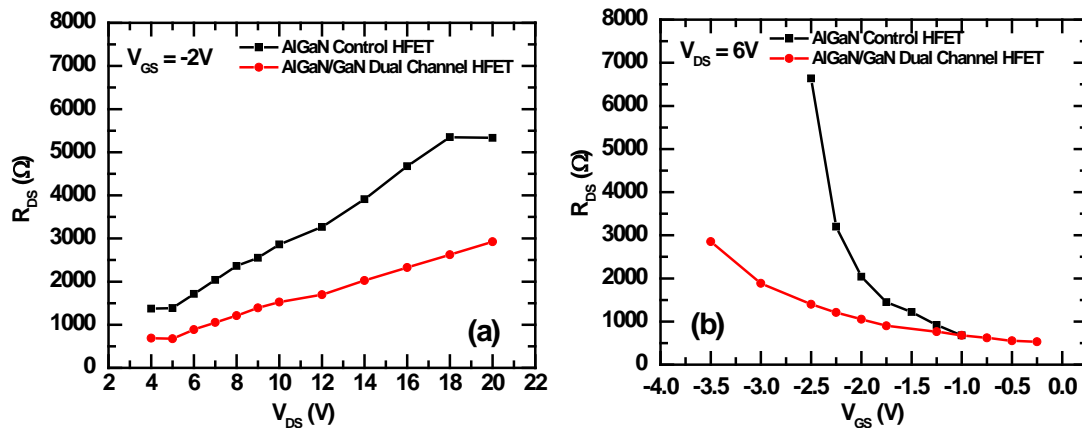 8000
7000
6000
5000
4000
3000
2000
1000
0
R_DS (Ω)
V_GS = -2V
AlGaN Control HFET
AlGaN/GaN Dual Channel HFET
(a)
2 4 6 8 10 12 14 16 18 20 22
V_DS (V)
8000
7000
6000
5000
4000
3000
2000
1000
0
R_DS (Ω)
V_DS = 6V
AlGaN Control HFET
AlGaN/GaN Dual Channel HFET
(b)
-4.0 -3.5 -3.0 -2.5 -2.0 -1.5 -1.0 -0.5 0.0
V_GS (V)